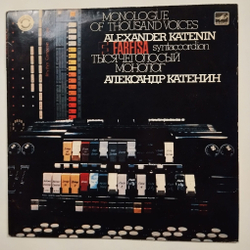 MONOLOGUE
OF THOUSAND VOICES
ALEXANDER KATENIN
FARFISA syntaccordion
ТЫСЯЧЕГОЛОСЫЙ
МОНОЛОГ
АЛЕКСАНДР КАТЕНИН